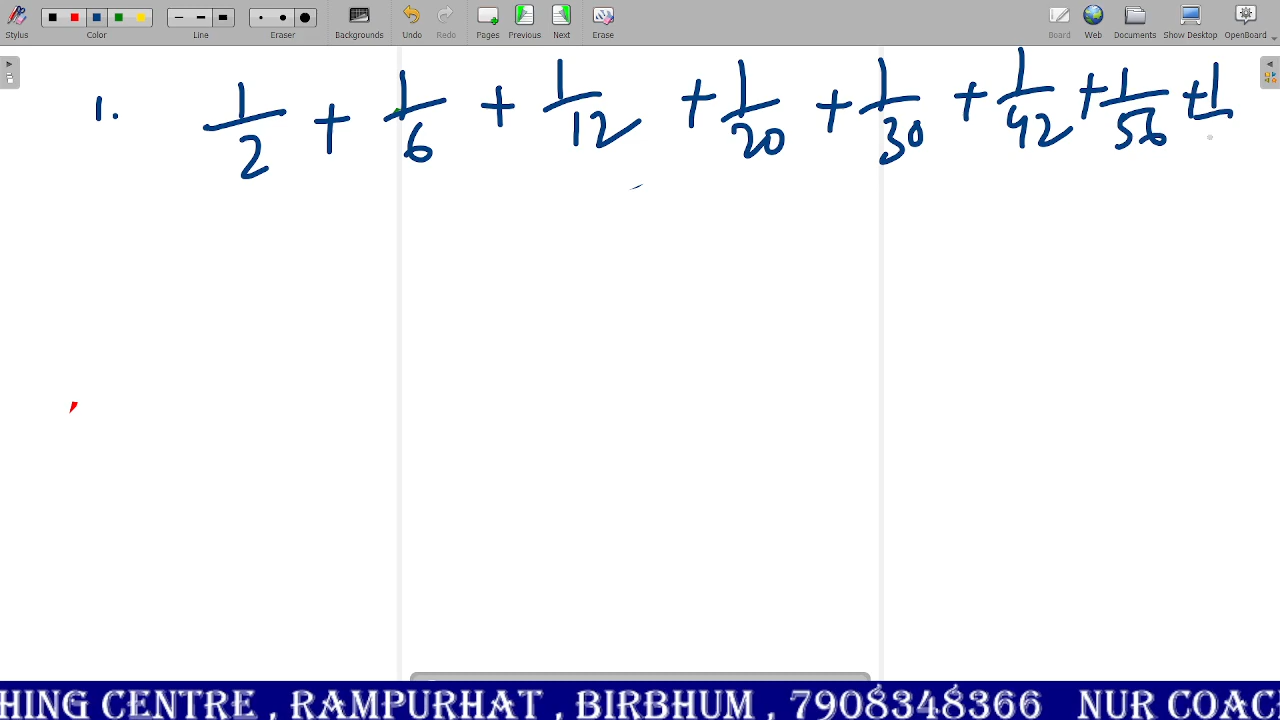 Stylus Color Line Eraser Backgrounds Undo Redo Pages Previous Next Erase Board Web Documents Show Desktop OpenBoard
1. 1/2 + 1/6 + 1/12 + 1/20 + 1/30 + 1/42 + 1/56 + 1/
HING CENTRE , RAMPURHAT , BIRBHUM , 7908348366 NUR COAC